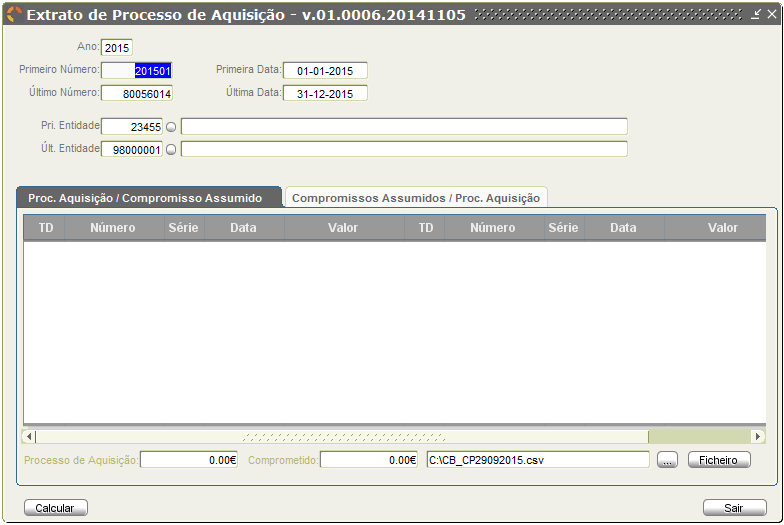 Extrato de Processo de Aquisição - v.01.0006.20141105
Ano: 2015
Primeiro Número: 201501 Primeira Data: 01-01-2015
Último Número: 80056014 Última Data: 31-12-2015
Pri. Entidade 23455
Últ. Entidade 98000001
Proc. Aquisição / Compromisso Assumido Compromissos Assumidos / Proc. Aquisição
TD Número Série Data Valor TD Número Série Data Valor
Processo de Aquisição: 0.00€ Comprometido: 0.00€ C:\CB_CP29092015.csv ... Ficheiro
Calcular Sair